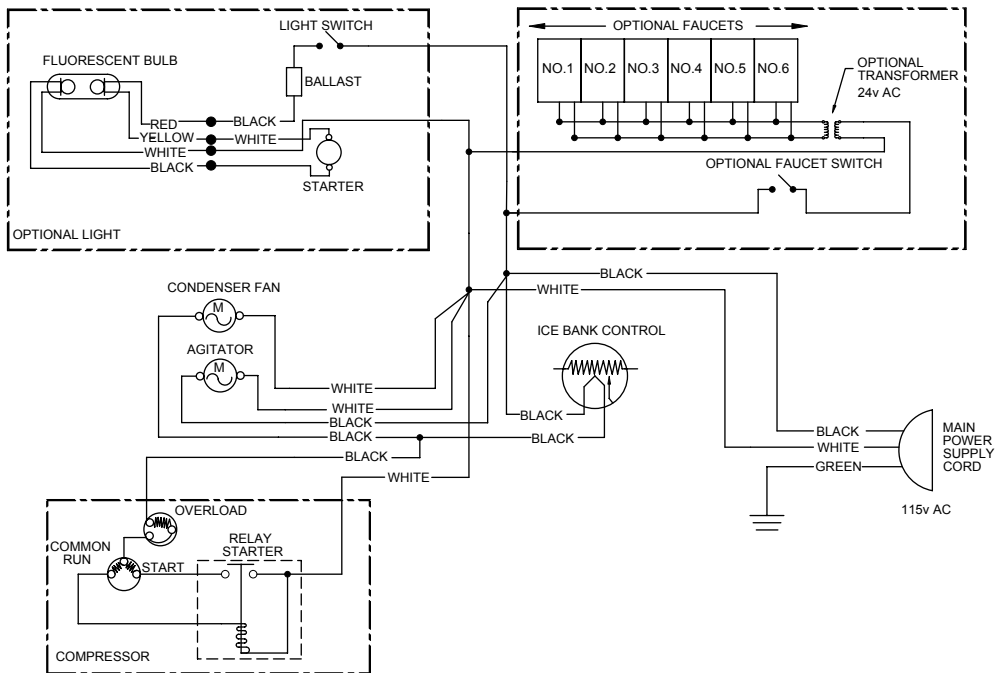 LIGHT SWITCH
FLUORESCENT BULB
BALLAST
RED
BLACK
YELLOW
WHITE
WHITE
BLACK
STARTER
OPTIONAL LIGHT
OPTIONAL FAUCETS
NO.1
NO.2
NO.3
NO.4
NO.5
NO.6
OPTIONAL
TRANSFORMER
24v AC
OPTIONAL FAUCET SWITCH
BLACK
WHITE
CONDENSER FAN
M
AGITATOR
M
ICE BANK CONTROL
WHITE
WHITE
BLACK
BLACK
BLACK
BLACK
BLACK
WHITE
BLACK
WHITE
GREEN
MAIN
POWER
SUPPLY
CORD
115v AC
OVERLOAD
COMMON
RUN
START
RELAY
STARTER
COMPRESSOR